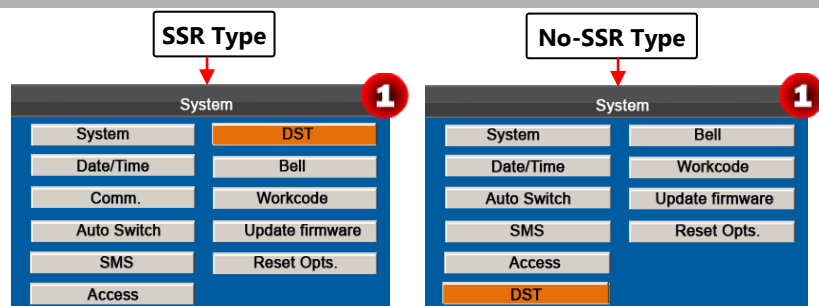 SSR Type
No-SSR Type
1
System
System
DST
Date/Time
Bell
Comm.
Workcode
Auto Switch
Update firmware
SMS
Reset Opts.
Access
1
System
System
Bell
Date/Time
Workcode
Auto Switch
Update firmware
SMS
Reset Opts.
Access
DST